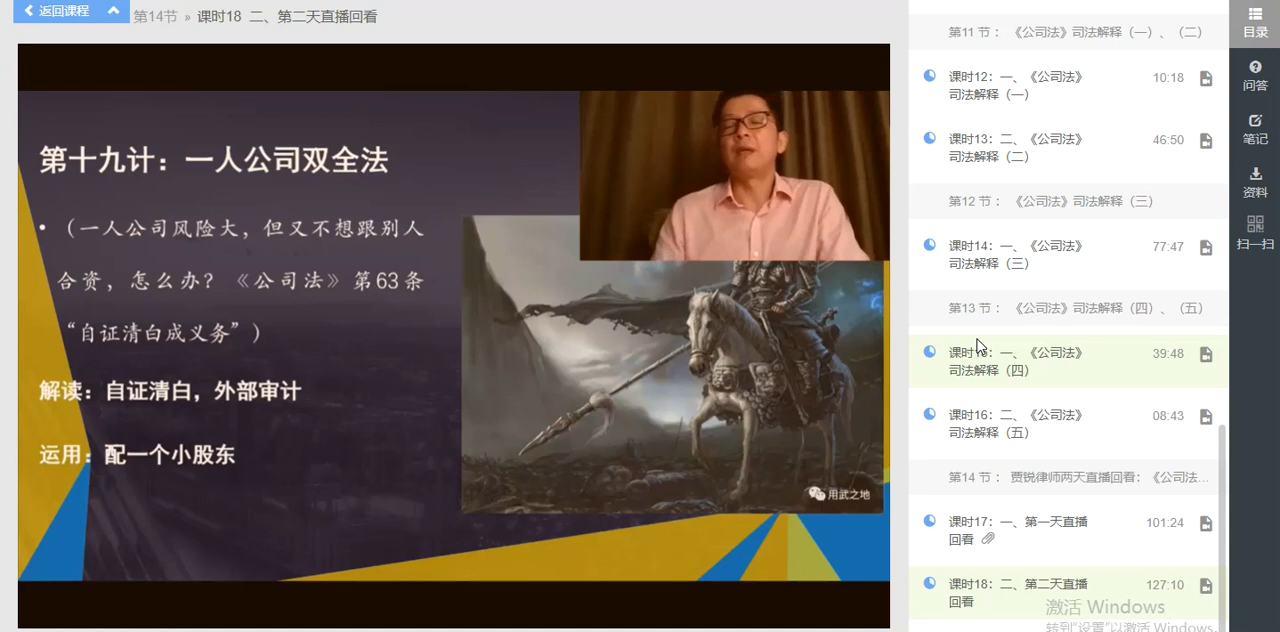 返回课程
第14节 » 课时18 二、第二天直播回看
第十九计：一人公司双全法
• （一人公司风险大，但又不想跟别人
合资，怎么办？《公司法》第63条
“自证清白成义务”）
解读：自证清白，外部审计
运用：配一个小股东
用武之地
第11 节： 《公司法》司法解释（一）、（二）
课时12：一、《公司法》 10:18
司法解释（一）
课时13：二、《公司法》 46:50
司法解释（二）
第12 节： 《公司法》司法解释（三）
课时14：一、《公司法》 77:47
司法解释（三）
第13 节： 《公司法》司法解释（四）、（五）
课时 5：一、《公司法》 39:48
司法解释（四）
课时16：二、《公司法》 08:43
司法解释（五）
第14 节： 贾锐律师两天直播回看：《公司法...
课时17：一、第一天直播 101:24
回看
课时18：二、第二天直播 127:10
回看
激活 Windows
转到“设置”以激活 Windows。
目录
问答
笔记
资料
扫一扫